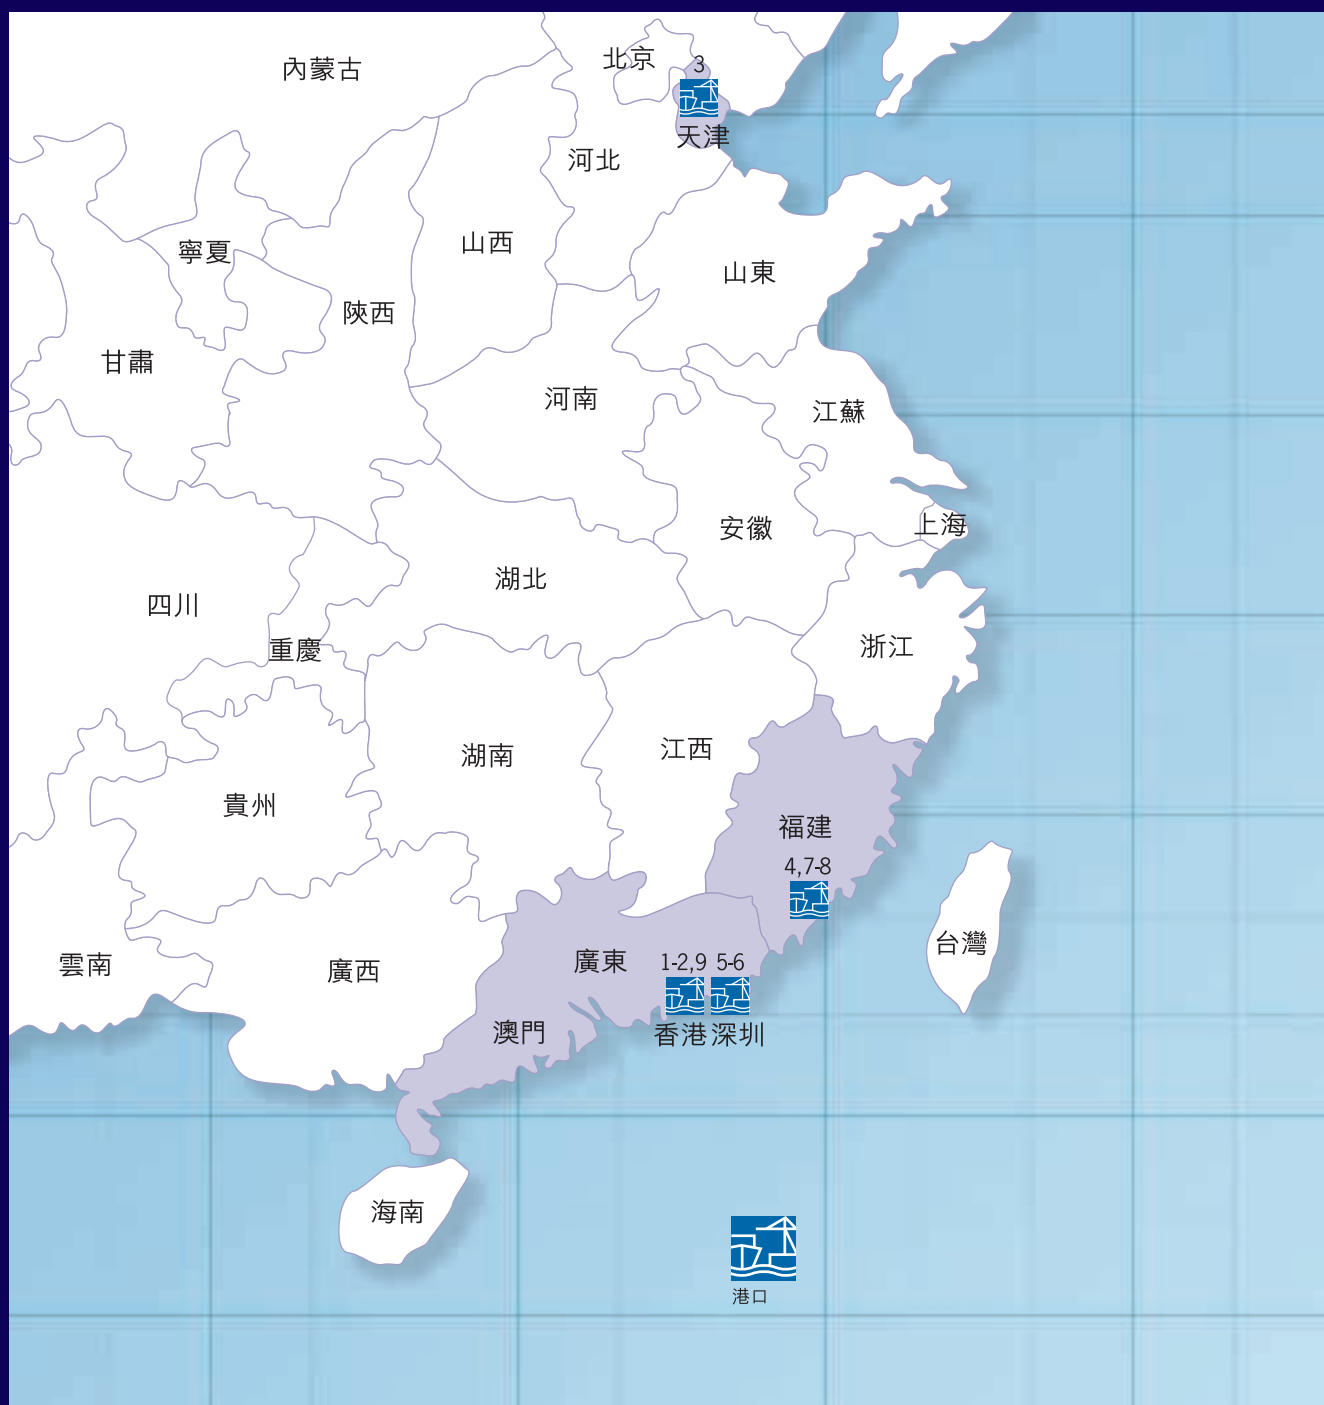 北京
3
內蒙古
天津
河北
山西
寧夏
山東
陝西
甘肅
河南
江蘇
上海
安徽
湖北
四川
浙江
重慶
江西
湖南
貴州
福建
4,7-8
台灣
廣東
1-2,9 5-6
雲南
廣西
澳門
香港 深圳
海南
港口